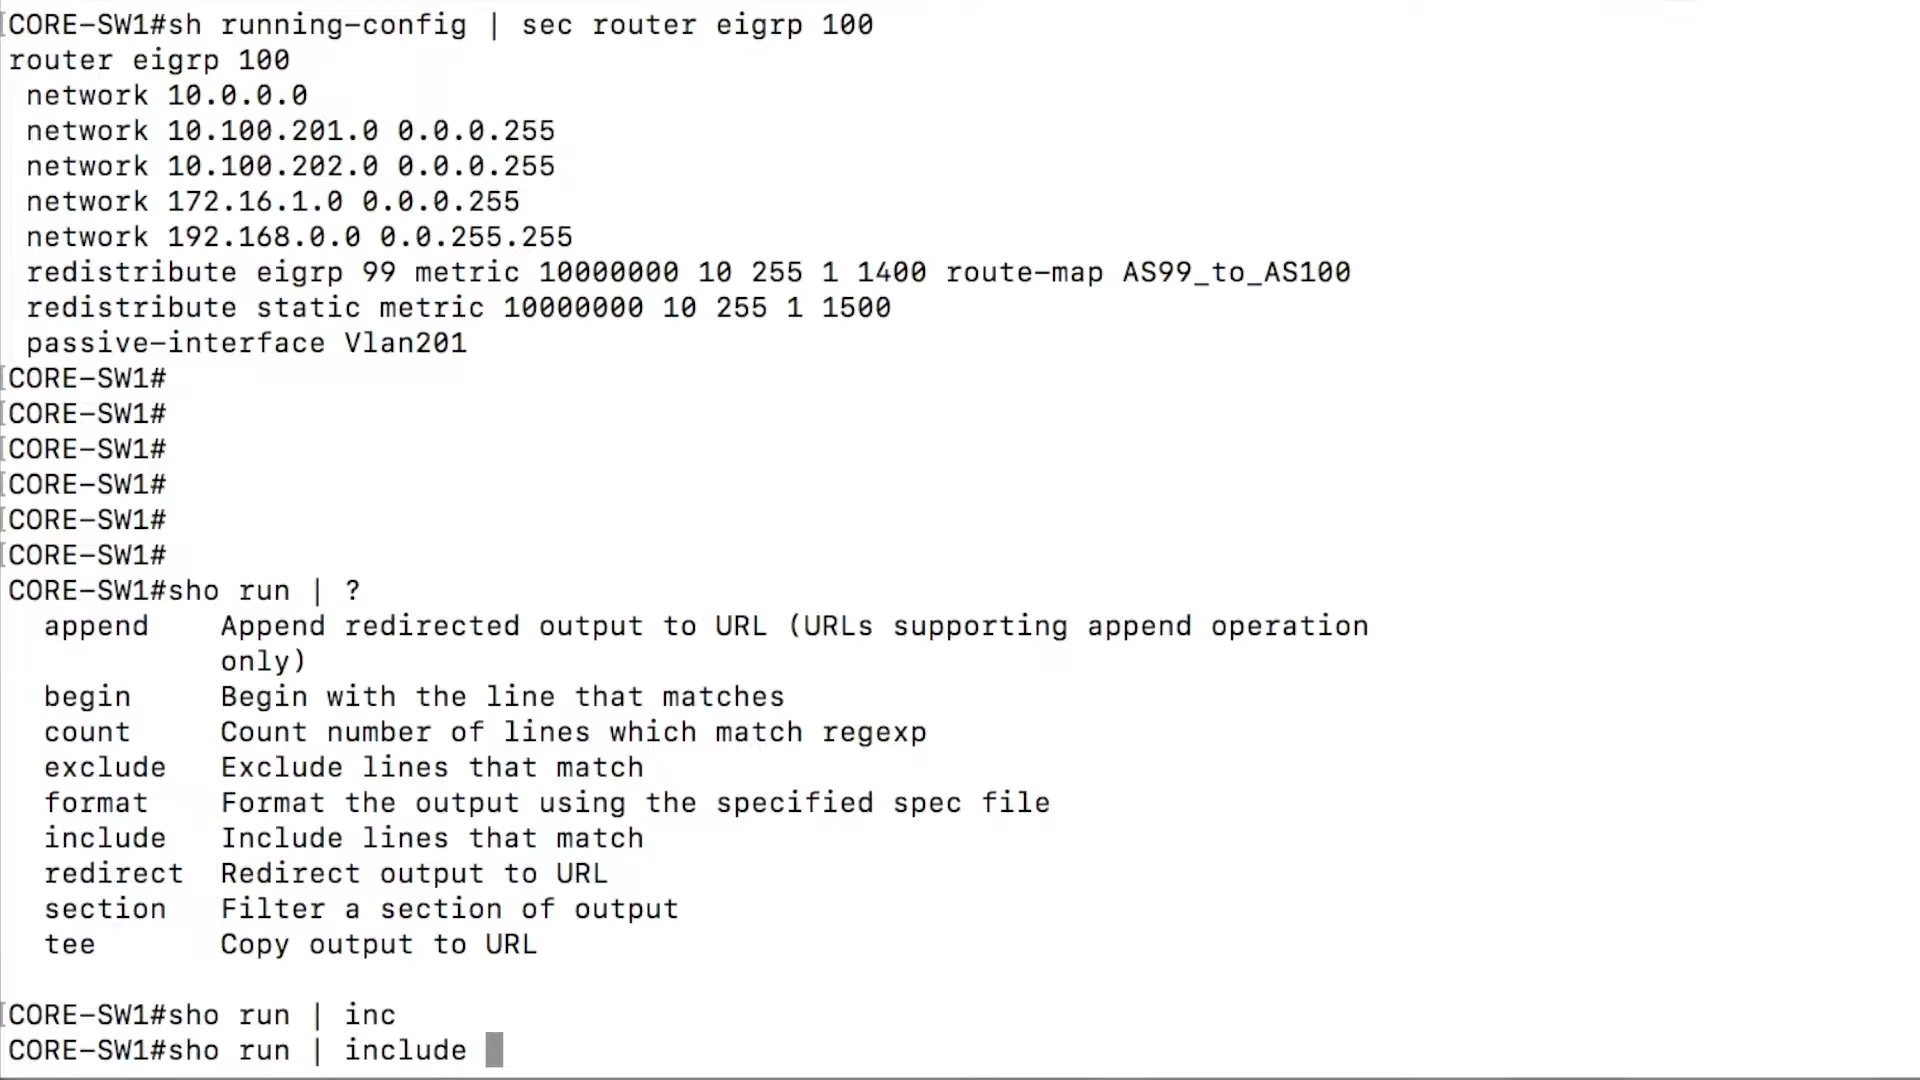 [CORE-SW1#sh running-config | sec router eigrp 100
router eigrp 100
 network 10.0.0.0
 network 10.100.201.0 0.0.0.255
 network 10.100.202.0 0.0.0.255
 network 172.16.1.0 0.0.0.255
 network 192.168.0.0 0.0.255.255
 redistribute eigrp 99 metric 10000000 10 255 1 1400 route-map AS99_to_AS100
 redistribute static metric 10000000 10 255 1 1500
 passive-interface Vlan201
[CORE-SW1#
[CORE-SW1#
[CORE-SW1#
[CORE-SW1#
[CORE-SW1#
[CORE-SW1#
CORE-SW1#sho run | ?
  append    Append redirected output to URL (URLs supporting append operation
            only)
  begin     Begin with the line that matches
  count     Count number of lines which match regexp
  exclude   Exclude lines that match
  format    Format the output using the specified spec file
  include   Include lines that match
  redirect  Redirect output to URL
  section   Filter a section of output
  tee       Copy output to URL
[CORE-SW1#sho run | inc
CORE-SW1#sho run | include